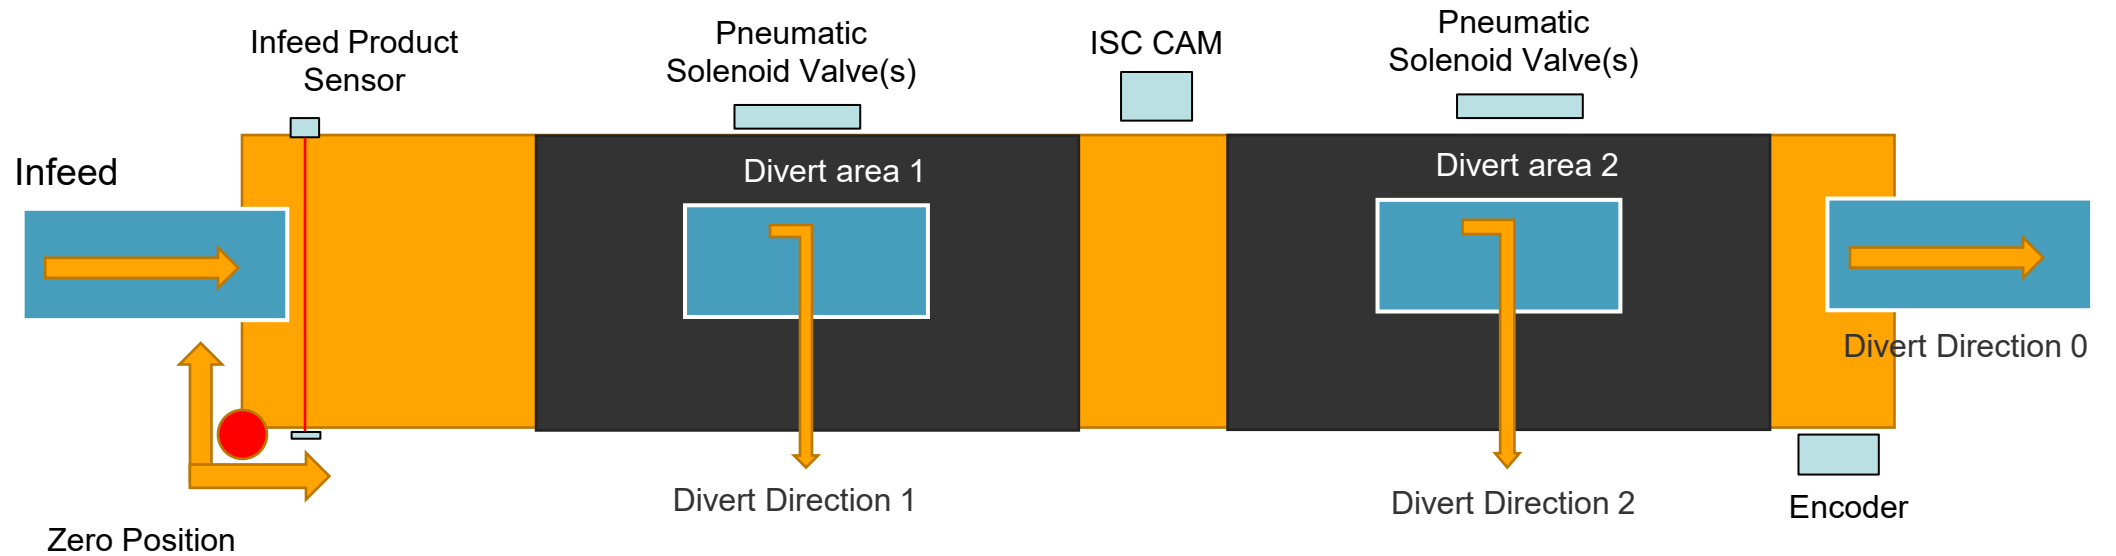 Infeed Product
Sensor
Pneumatic
Solenoid Valve(s)
ISC CAM
Pneumatic
Solenoid Valve(s)
Infeed
Divert area 1
Divert area 2
Divert Direction 0
Divert Direction 1
Divert Direction 2
Encoder
Zero Position